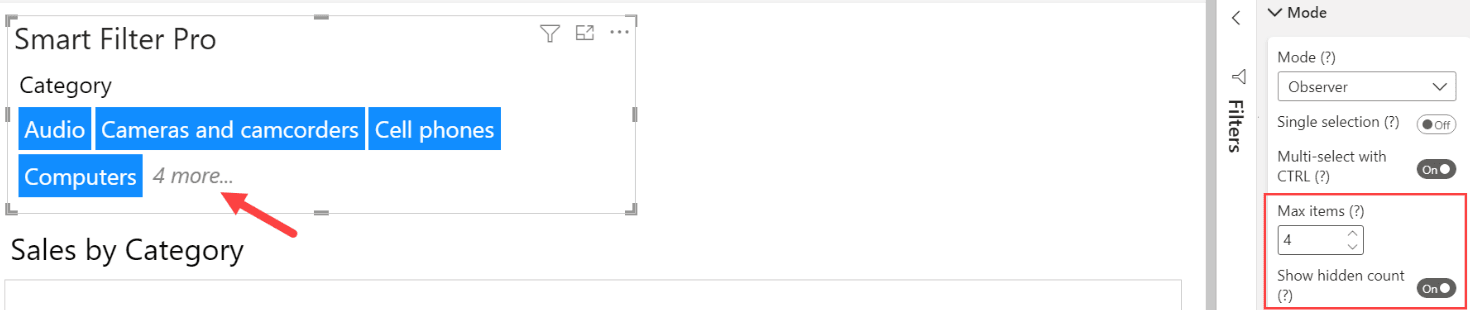 Smart Filter Pro
Category
Audio Cameras and camcorders Cell phones
Computers 4 more...
Sales by Category
Filters
Mode
Mode (?)
Observer
Single selection (?) Off
Multi-select with
CTRL (?) On
Max items (?)
4
Show hidden count
(?) On